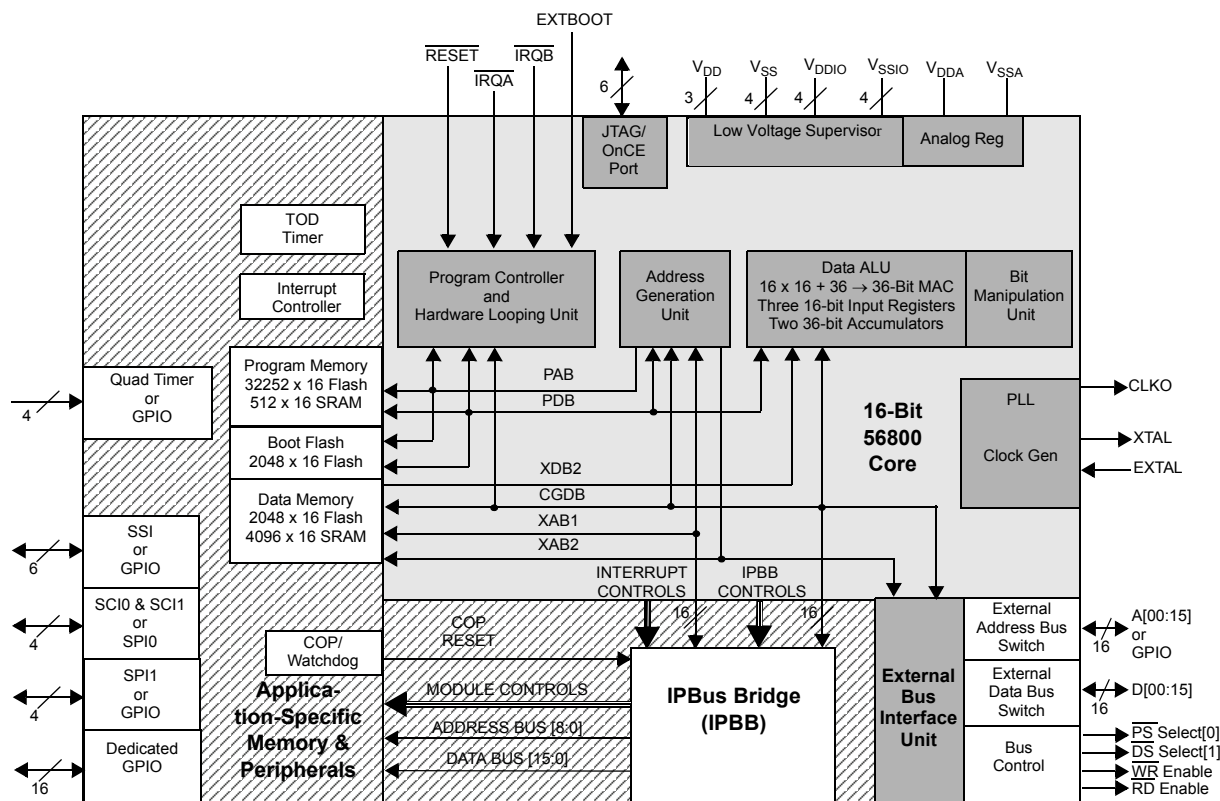 EXTBOOT
RESET
IRQA
IRQB
6
VDD
VSS
VDDIO
VSSIO
VDDA
VSSA
3
4
4
4
JTAG/
OnCE
Port
Low Voltage Supervisor
Analog Reg
TOD
Timer
Interrupt
Controller
Program Controller
and
Hardware Looping Unit
Address
Generation
Unit
Data ALU
16 x 16 + 36 → 36-Bit MAC
Three 16-bit Input Registers
Two 36-bit Accumulators
Bit
Manipulation
Unit
Quad Timer
or
GPIO
4
Program Memory
32252 x 16 Flash
512 x 16 SRAM
Boot Flash
2048 x 16 Flash
Data Memory
2048 x 16 Flash
4096 x 16 SRAM
PAB
PDB
XDB2
CGDB
XAB1
XAB2
16-Bit
56800
Core
PLL
Clock Gen
CLKO
XTAL
EXTAL
SSI
or
GPIO
6
SCI0 & SCI1
or
SPI0
4
SPI1
or
GPIO
4
Dedicated
GPIO
16
INTERRUPT
CONTROLS
16
IPBB
CONTROLS
16
COP/
Watchdog
COP
RESET
MODULE CONTROLS
ADDRESS BUS [8:0]
DATA BUS [15:0]
Applica-
tion-Specific
Memory &
Peripherals
IPBus Bridge
(IPBB)
External
Bus
Interface
Unit
External
Address Bus
Switch
External
Data Bus
Switch
Bus
Control
A[00:15]
or
GPIO
16
D[00:15]
16
PS Select[0]
DS Select[1]
WR Enable
RD Enable